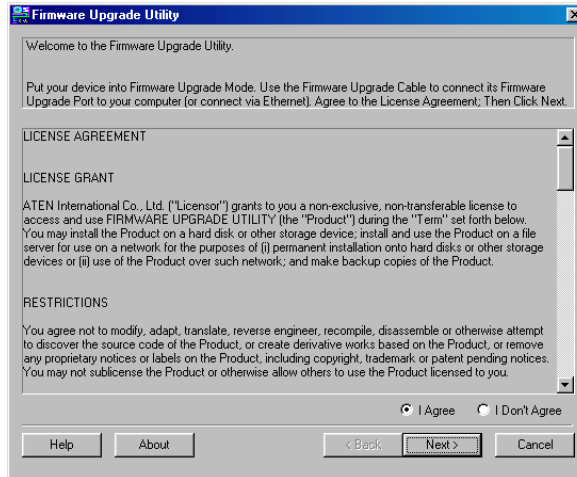 Firmware Upgrade Utility
Welcome to the Firmware Upgrade Utility.
Put your device into Firmware Upgrade Mode. Use the Firmware Upgrade Cable to connect its Firmware
Upgrade Port to your computer (or connect via Ethernet). Agree to the License Agreement; Then Click Next.
LICENSE AGREEMENT
LICENSE GRANT
ATEN International Co., Ltd. ("Licensor") grants to you a non-exclusive, non-transferable license to
access and use FIRMWARE UPGRADE UTILITY (the "Product") during the "Term" set forth below.
You may install the Product on a hard disk or other storage device; install and use the Product on a file
server for use on a network for the purposes of (i) permanent installation onto hard disks or other storage
devices or (ii) use of the Product over such network; and make backup copies of the Product.
RESTRICTIONS
You agree not to modify, adapt, translate, reverse engineer, recompile, disassemble or otherwise attempt
to discover the source code of the Product, or create derivative works based on the Product, or remove
any proprietary notices or labels on the Product, including copyright, trademark or patent pending notices.
You may not sublicense the Product or otherwise allow others to use the Product licensed to you.
I Agree I Don't Agree
Help About < Back Next > Cancel